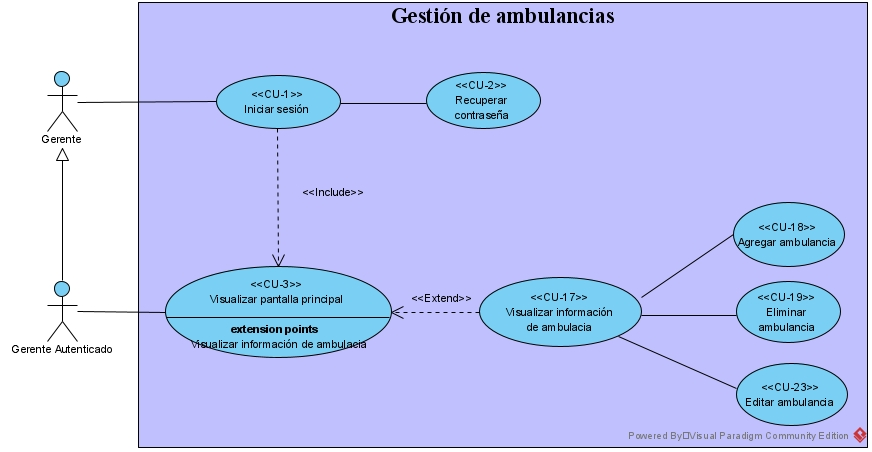 Gestión de ambulancias
<<CU-1>>
Iniciar sesión
<<CU-2>>
Recuperar
contraseña
Gerente
<<Include>>
<<CU-18>>
Agregar ambulancia
<<CU-3>>
Visualizar pantalla principal
extension points
Visualizar información de ambulacia
<<Extend>>
<<CU-17>>
Visualizar información
de ambulacia
<<CU-19>>
Eliminar
ambulancia
Gerente Autenticado
<<CU-23>>
Editar ambulancia
Powered By Visual Paradigm Community Edition